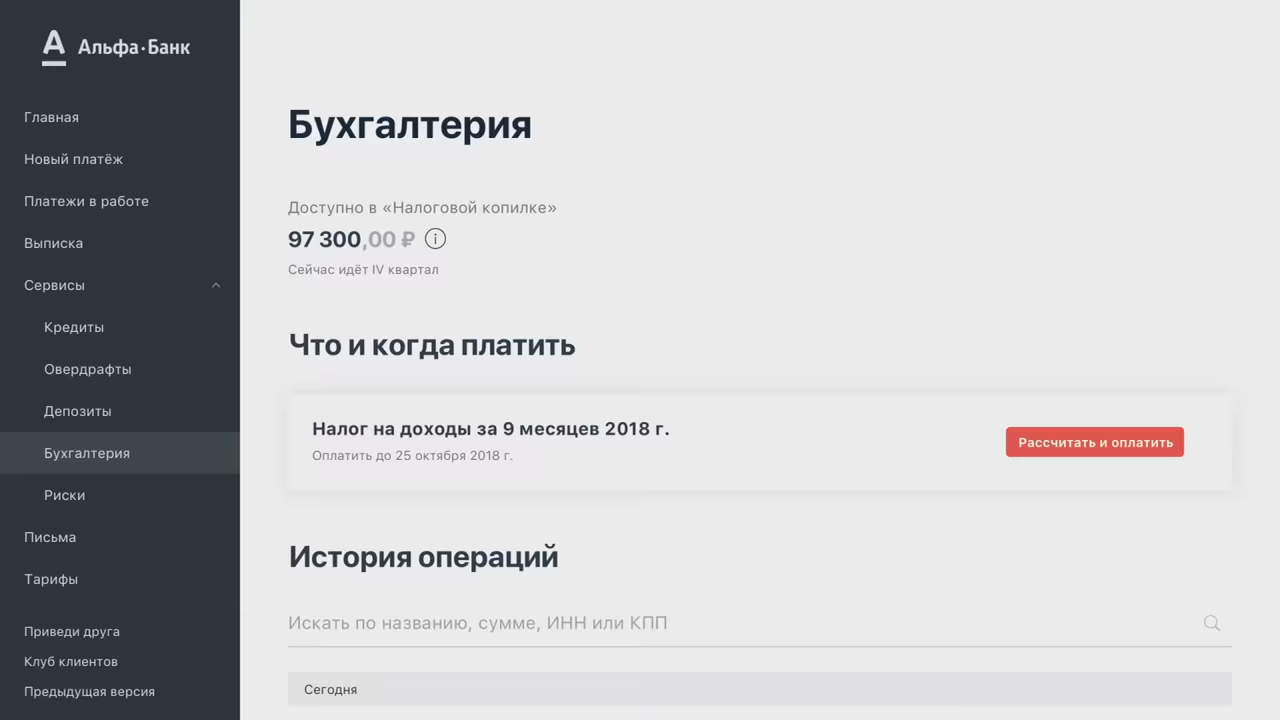 Альфа·Банк
Главная
Новый платёж
Платежи в работе
Выписка
Сервисы
Кредиты
Овердрафты
Депозиты
Бухгалтерия
Риски
Письма
Тарифы
Приведи друга
Клуб клиентов
Предыдущая версия
Бухгалтерия
Доступно в «Налоговой копилке»
97 300,00 ₽
Сейчас идёт IV квартал
Что и когда платить
Налог на доходы за 9 месяцев 2018 г.
Оплатить до 25 октября 2018 г.
Рассчитать и оплатить
История операций
Искать по названию, сумме, ИНН или КПП
Сегодня